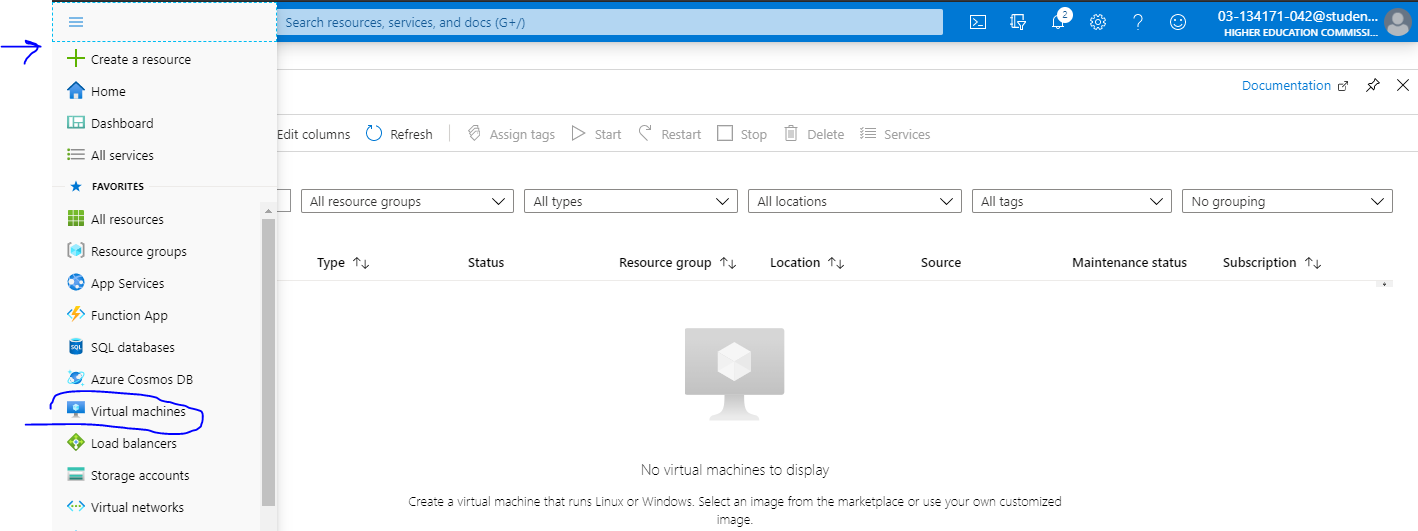 Search resources, services, and docs (G+/)
2
03-134171-042@studen...
HIGHER EDUCATION COMMISSI...
Create a resource
Home
Dashboard
All services
FAVORITES
All resources
Resource groups
App Services
Function App
SQL databases
Azure Cosmos DB
Virtual machines
Load balancers
Storage accounts
Virtual networks
Documentation
Edit columns Refresh Assign tags Start Restart Stop Delete Services
All resource groups All types All locations All tags No grouping
Type Status Resource group Location Source Maintenance status Subscription
No virtual machines to display
Create a virtual machine that runs Linux or Windows. Select an image from the marketplace or use your own customized
image.